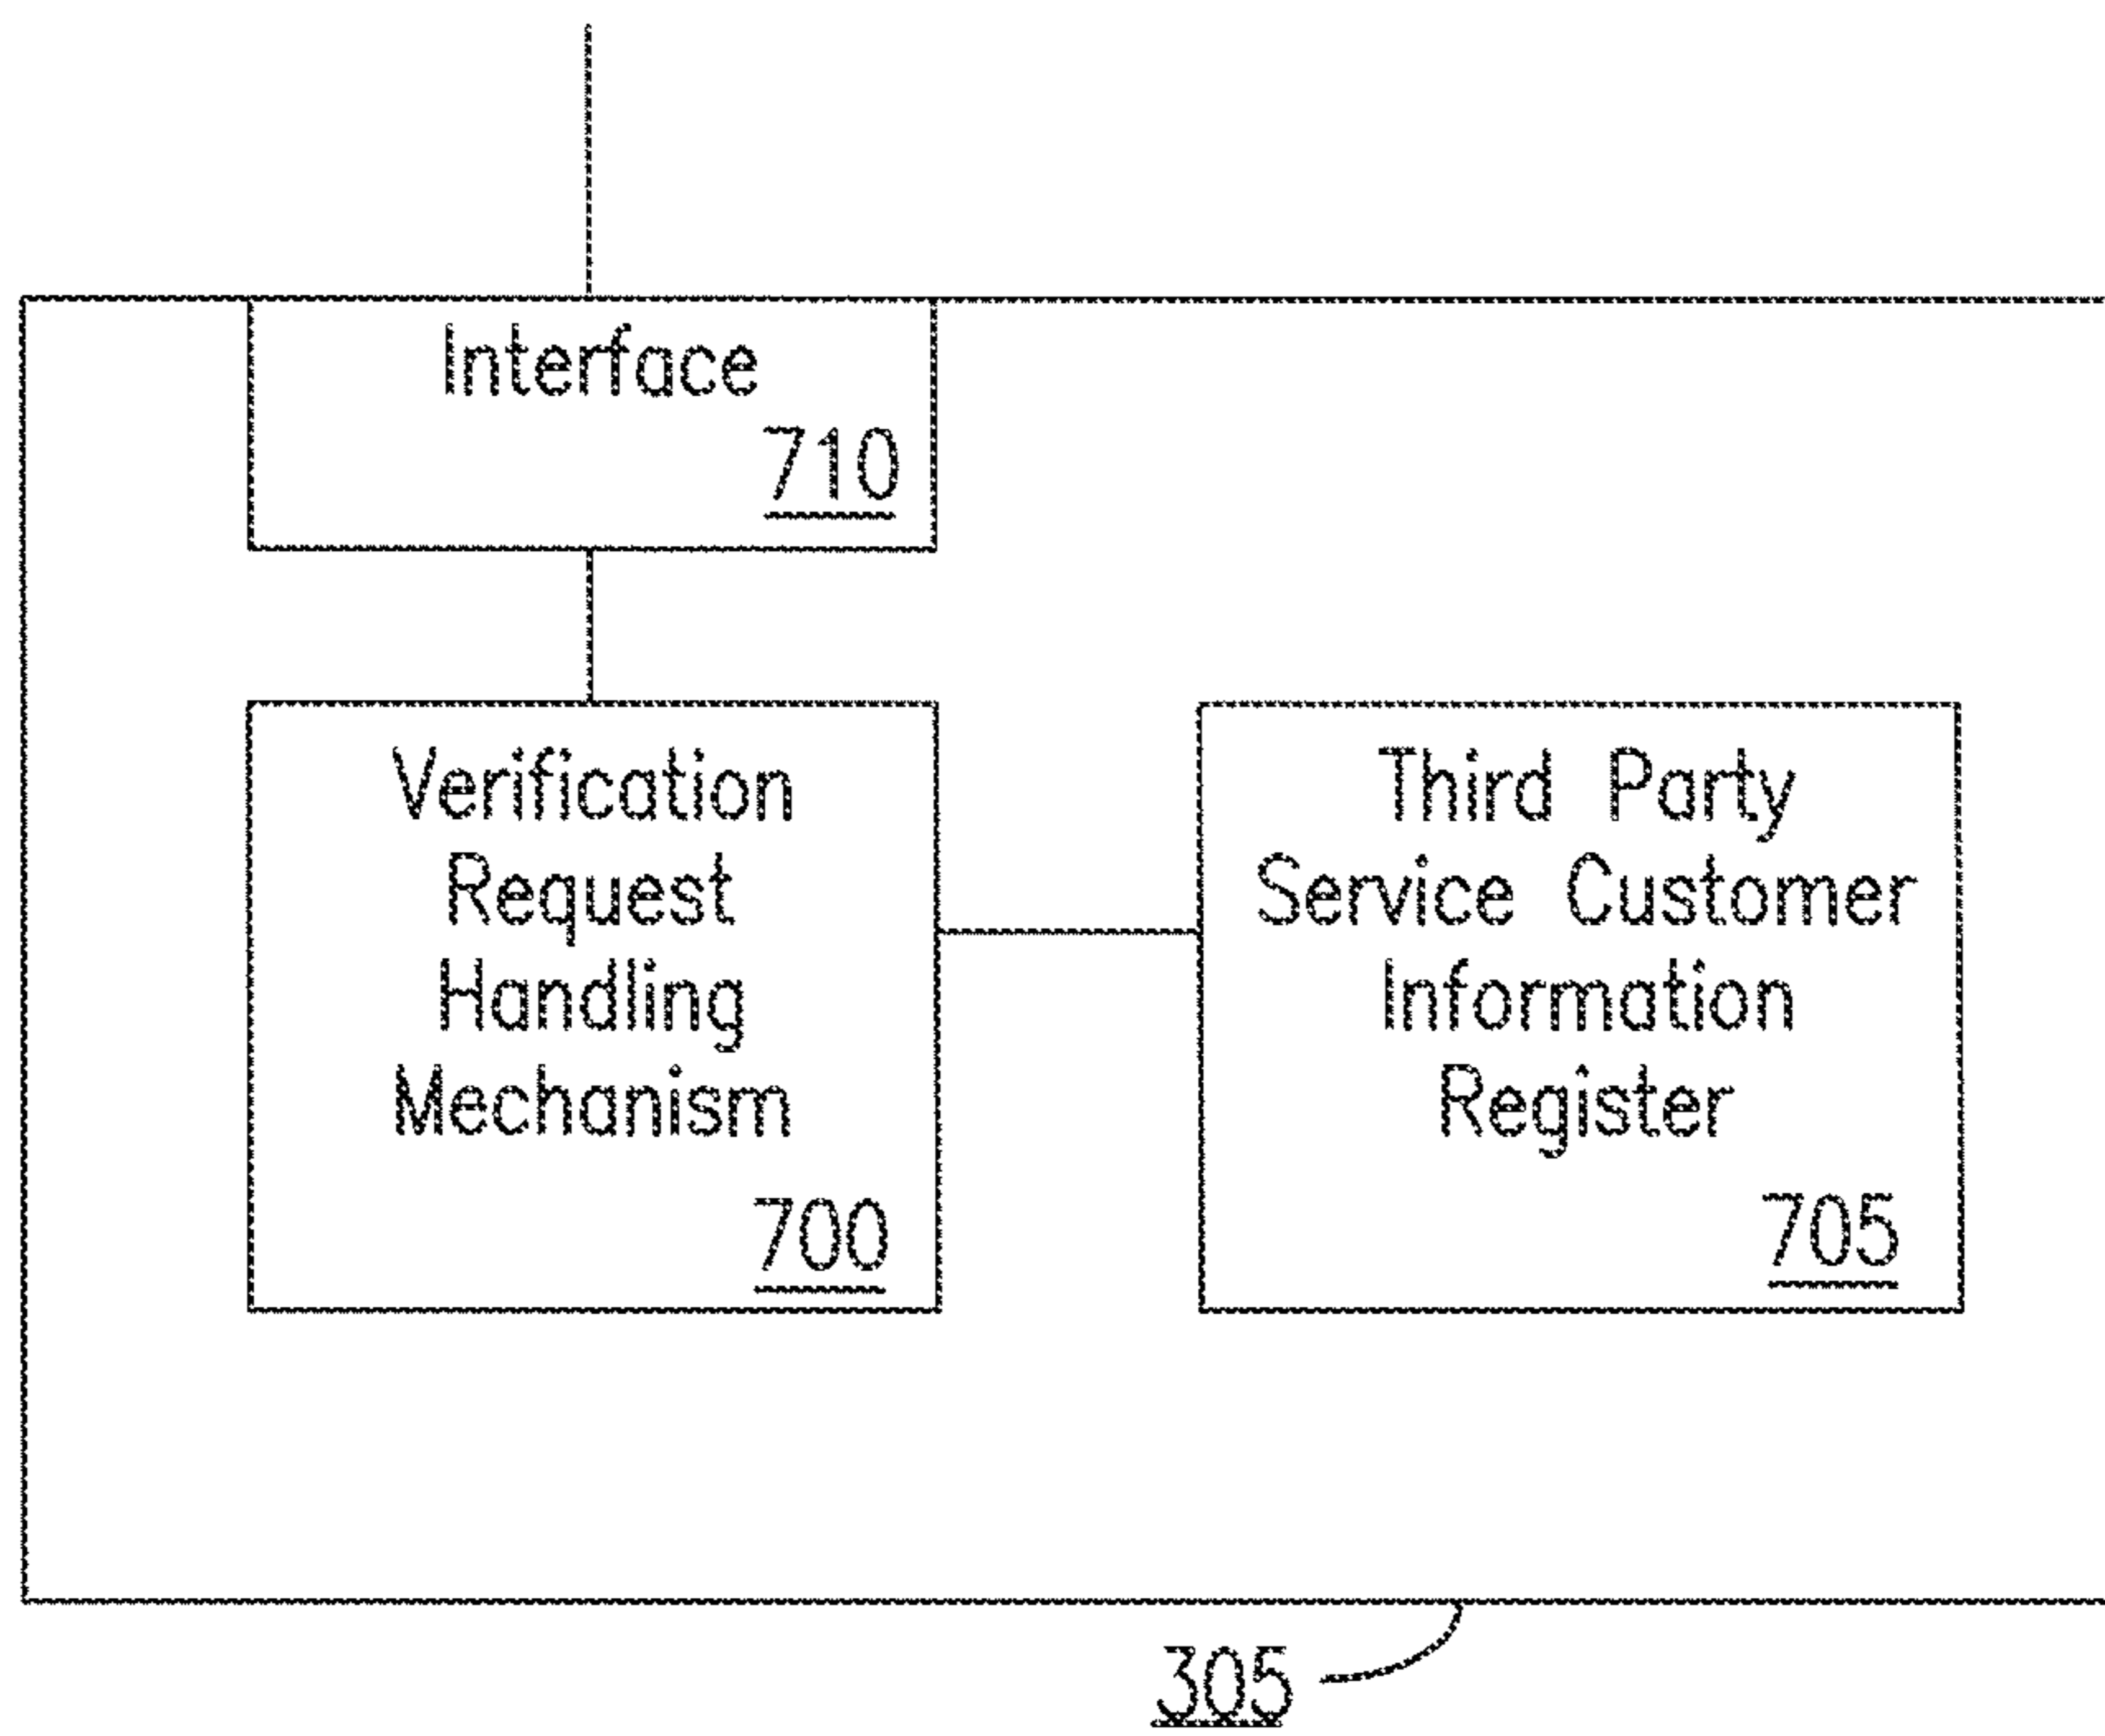 Interface
710
Verification
Request
Handling
Mechanism
700
Third Party
Service Customer
Information
Register
705
305